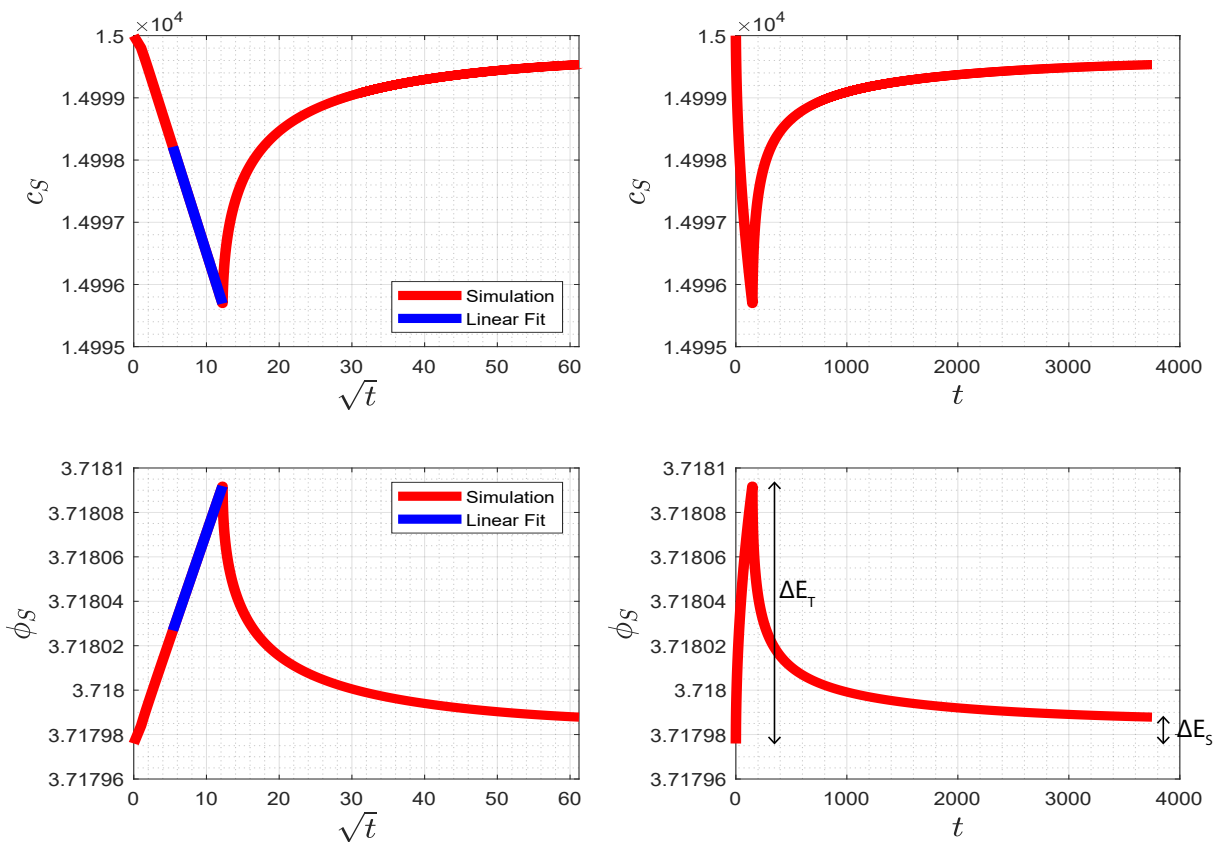 ×10⁴
1.5
1.4999
1.4998
1.4997
1.4996
1.4995
c_S
0 10 20 30 40 50 60
√t
Simulation
Linear Fit
×10⁴
1.5
1.4999
1.4998
1.4997
1.4996
1.4995
c_S
0 1000 2000 3000 4000
t
3.7181
3.71808
3.71806
3.71804
3.71802
3.718
3.71798
3.71796
ϕ_S
0 10 20 30 40 50 60
√t
Simulation
Linear Fit
3.7181
3.71808
3.71806
3.71804
3.71802
3.718
3.71798
3.71796
ϕ_S
0 1000 2000 3000 4000
t
ΔE_T
ΔE_S